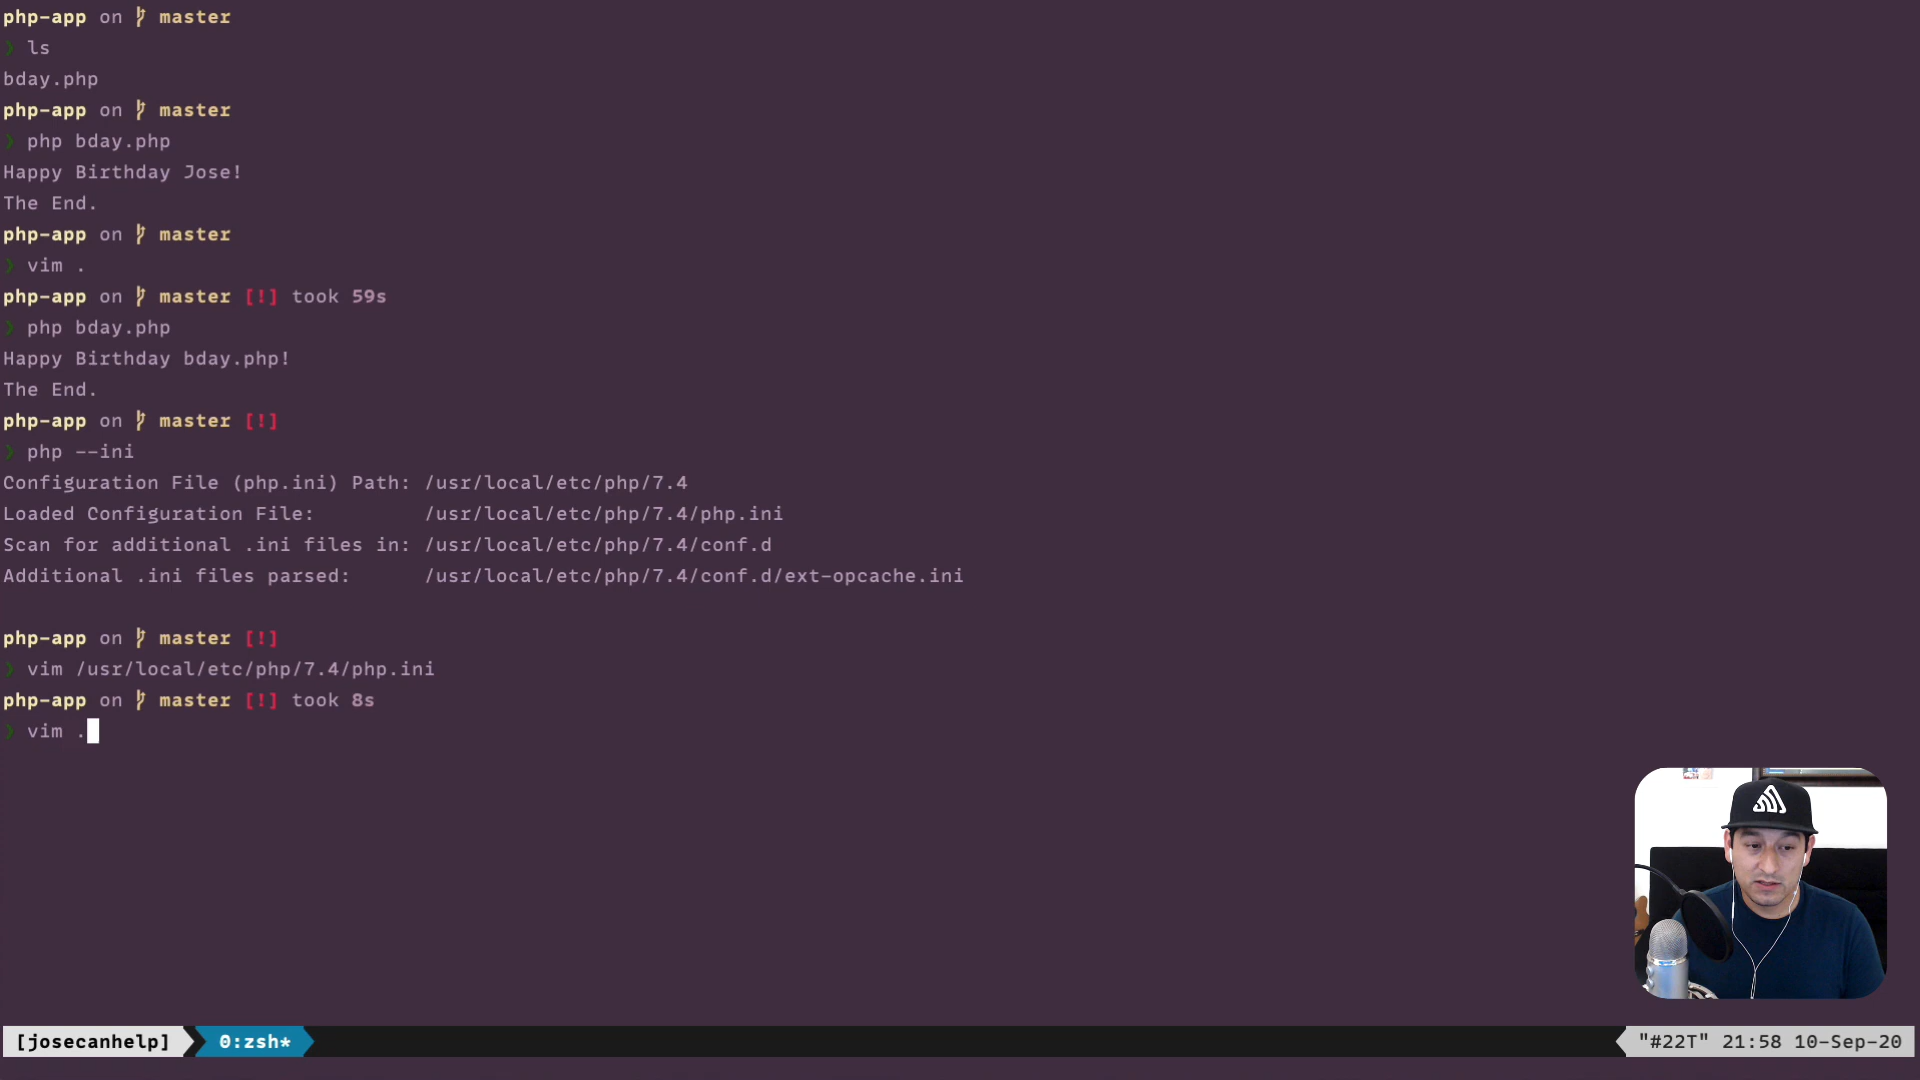 php-app on master
❯ ls
bday.php
php-app on master
❯ php bday.php
Happy Birthday Jose!
The End.
php-app on master
❯ vim .
php-app on master [!] took 59s
❯ php bday.php
Happy Birthday bday.php!
The End.
php-app on master [!]
❯ php --ini
Configuration File (php.ini) Path: /usr/local/etc/php/7.4
Loaded Configuration File:         /usr/local/etc/php/7.4/php.ini
Scan for additional .ini files in: /usr/local/etc/php/7.4/conf.d
Additional .ini files parsed:      /usr/local/etc/php/7.4/conf.d/ext-opcache.ini
php-app on master [!]
❯ vim /usr/local/etc/php/7.4/php.ini
php-app on master [!] took 8s
❯ vim .
[josecanhelp] 0:zsh* "#22T" 21:58 10-Sep-20